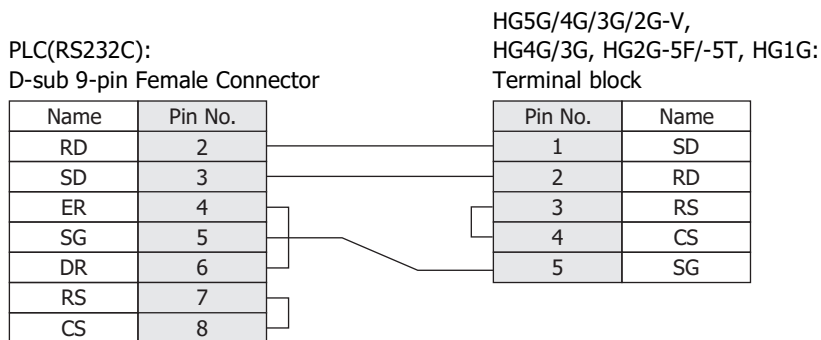 PLC(RS232C):
D-sub 9-pin Female Connector
Name Pin No.
RD 2
SD 3
ER 4
SG 5
DR 6
RS 7
CS 8
HG5G/4G/3G/2G-V,
HG4G/3G, HG2G-5F/-5T, HG1G:
Terminal block
Pin No. Name
1 SD
2 RD
3 RS
4 CS
5 SG